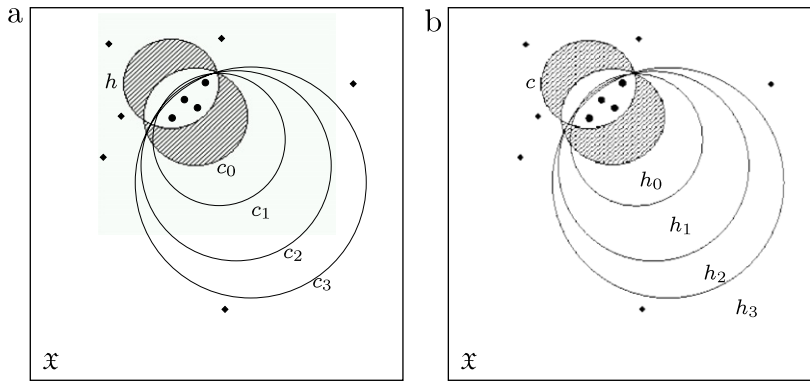 a
h
c₀
c₁
c₂
c₃
𝔛
b
c
h₀
h₁
h₂
h₃
𝔛